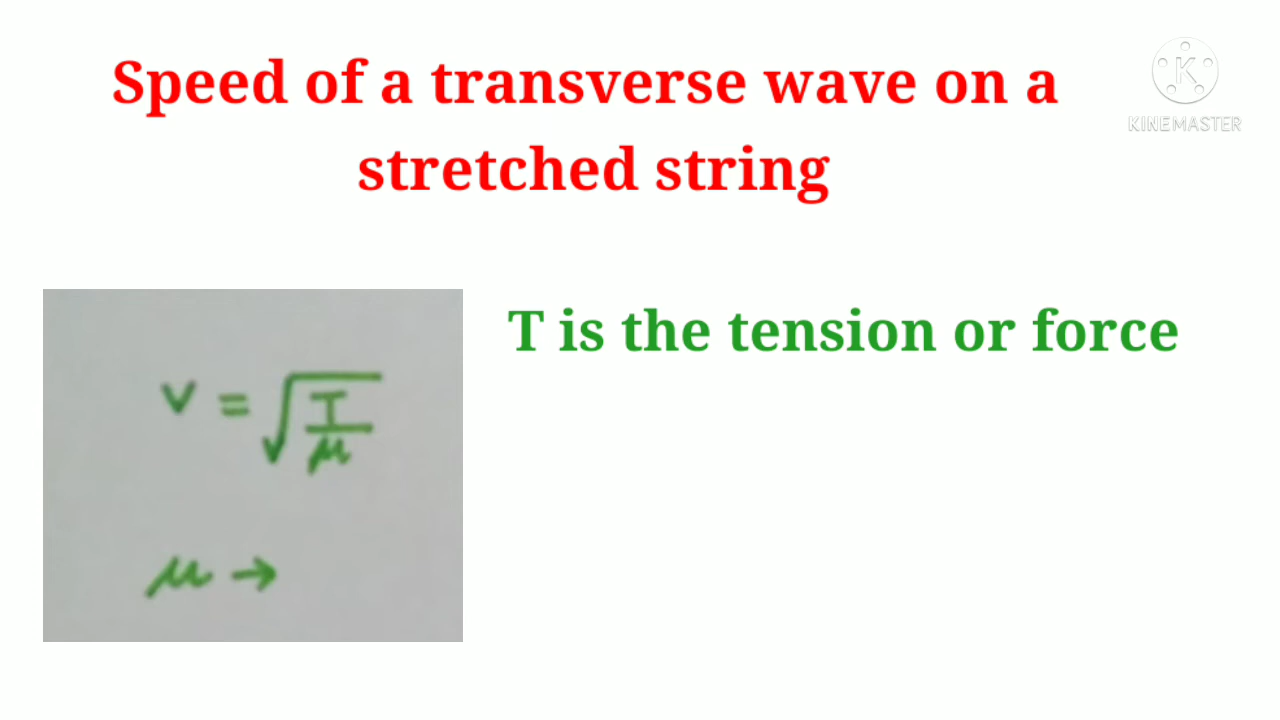 Speed of a transverse wave on a
stretched string
KINEMASTER
T is the tension or force
v = √T/μ
μ →